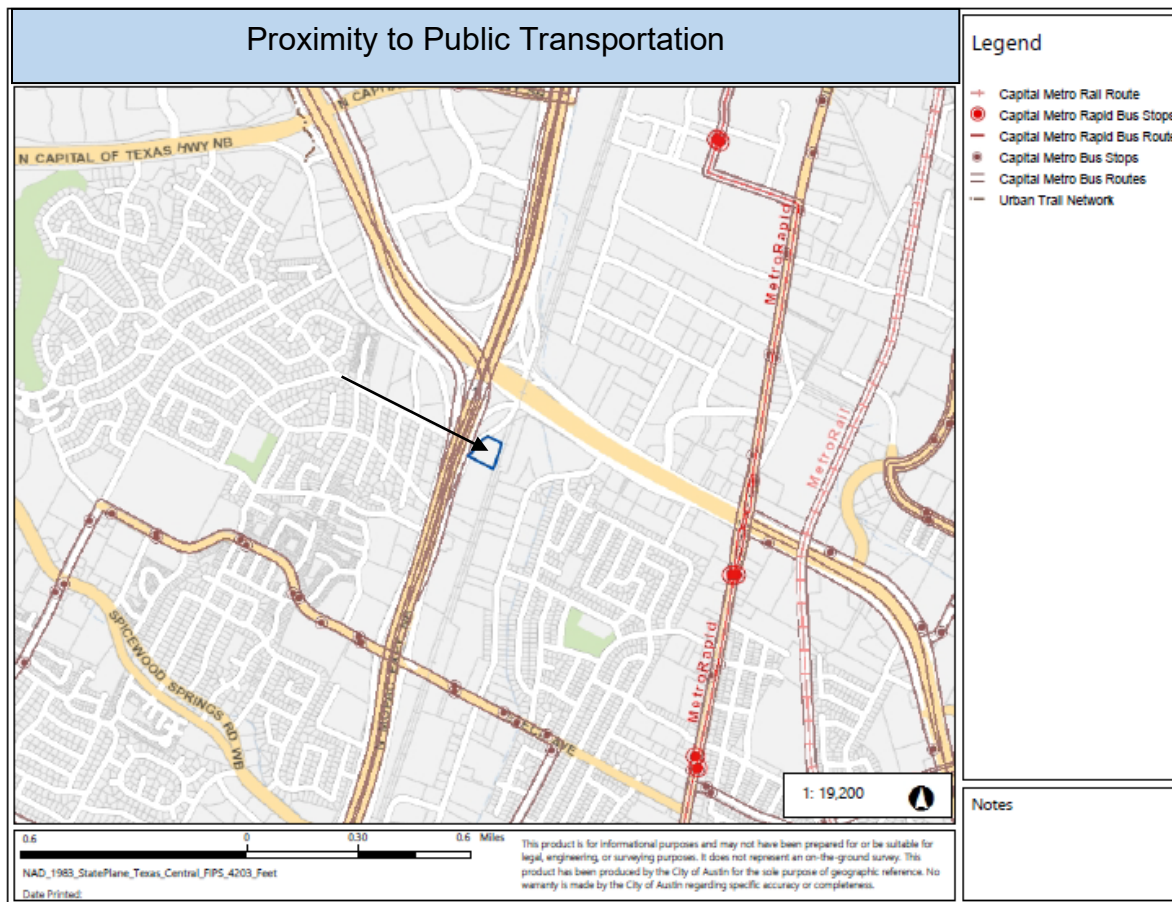 Proximity to Public Transportation
Legend
Capital Metro Rail Route
Capital Metro Rapid Bus Stops
Capital Metro Rapid Bus Route
Capital Metro Bus Stops
Capital Metro Bus Routes
Urban Trail Network
N CAPITAL
N CAPITAL OF TEXAS HWY NB
MetroRapid
MetroRail
SPICEWOOD SPRINGS RD WB
MetroRapid
AVE
1: 19,200
Notes
0.6 0 0.30 0.6 Miles
NAD_1983_StatePlane_Texas_Central_FIPS_4203_Feet
Date Printed:
This product is for informational purposes and may not have been prepared for or be suitable for
legal, engineering, or surveying purposes. It does not represent an on-the-ground survey. This
product has been produced by the City of Austin for the sole purpose of geographic reference. No
warranty is made by the City of Austin regarding specific accuracy or completeness.